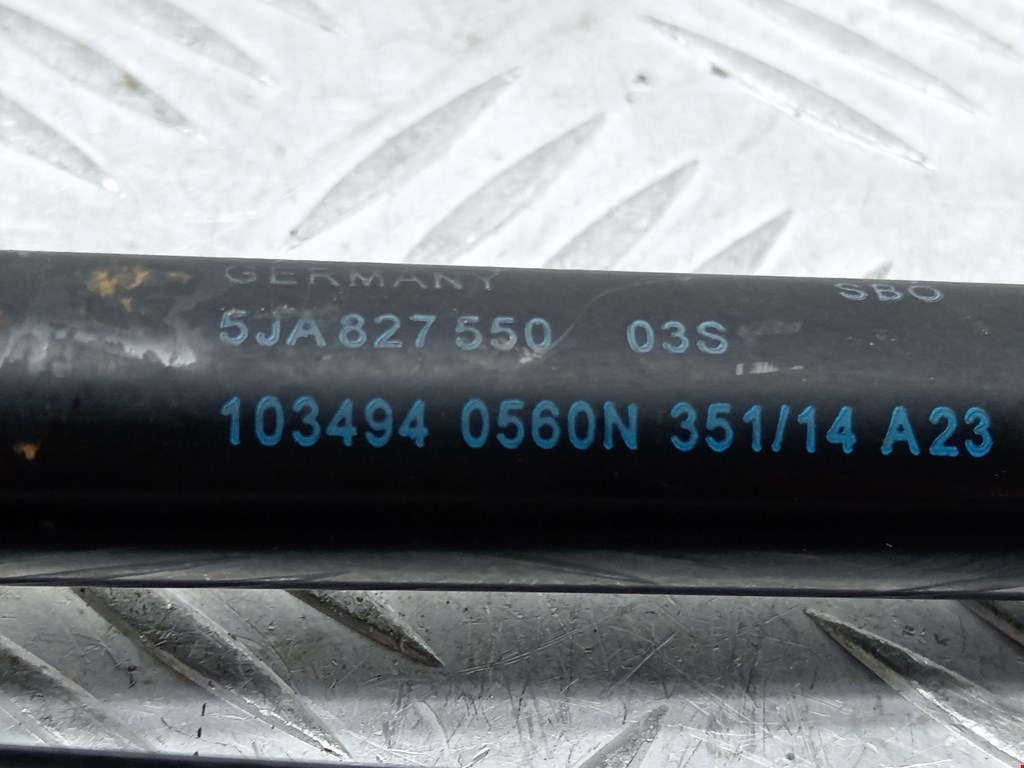 GERMANY SBO
5JA 827 550 03S
103494 0560N 351/14 A23